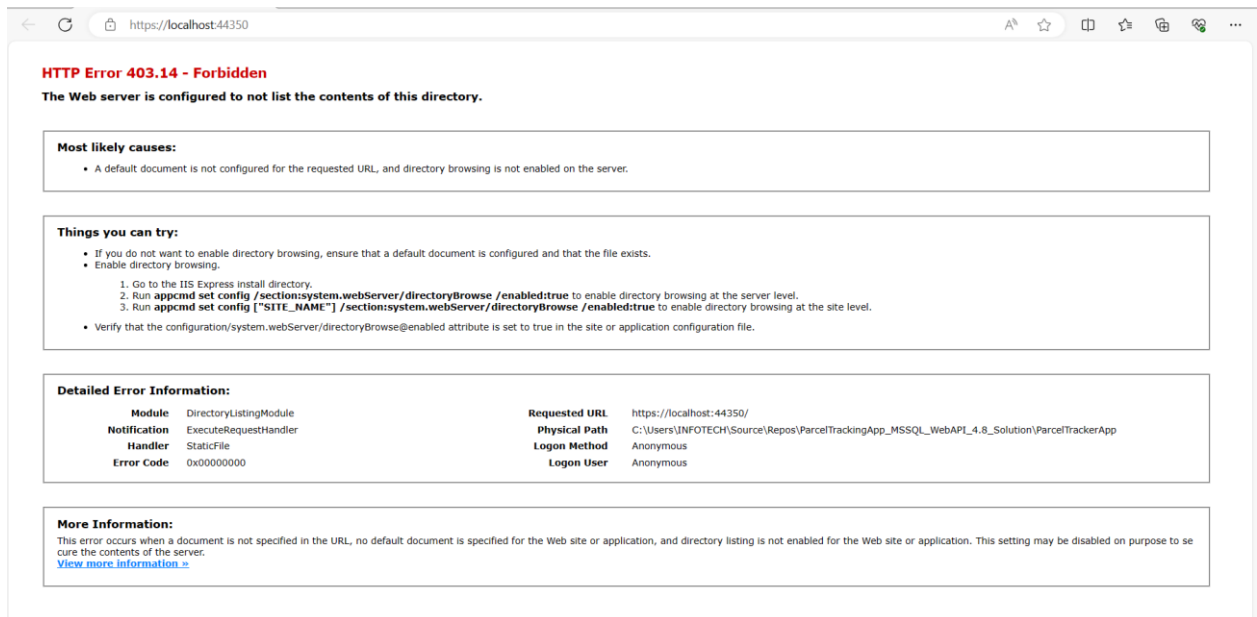 https://localhost:44350
HTTP Error 403.14 - Forbidden
The Web server is configured to not list the contents of this directory.
Most likely causes:
• A default document is not configured for the requested URL, and directory browsing is not enabled on the server.
Things you can try:
• If you do not want to enable directory browsing, ensure that a default document is configured and that the file exists.
• Enable directory browsing.
1. Go to the IIS Express install directory.
2. Run appcmd set config /section:system.webServer/directoryBrowse /enabled:true to enable directory browsing at the server level.
3. Run appcmd set config ["SITE_NAME"] /section:system.webServer/directoryBrowse /enabled:true to enable directory browsing at the site level.
• Verify that the configuration/system.webServer/directoryBrowse@enabled attribute is set to true in the site or application configuration file.
Detailed Error Information:
Module DirectoryListingModule
Notification ExecuteRequestHandler
Handler StaticFile
Error Code 0x00000000
Requested URL https://localhost:44350/
Physical Path C:\Users\INFOTECH\Source\Repos\ParcelTrackingApp_MSSQL_WebAPI_4.8_Solution\ParcelTrackerApp
Logon Method Anonymous
Logon User Anonymous
More Information:
This error occurs when a document is not specified in the URL, no default document is specified for the Web site or application, and directory listing is not enabled for the Web site or application. This setting may be disabled on purpose to se
cure the contents of the server.
View more information »